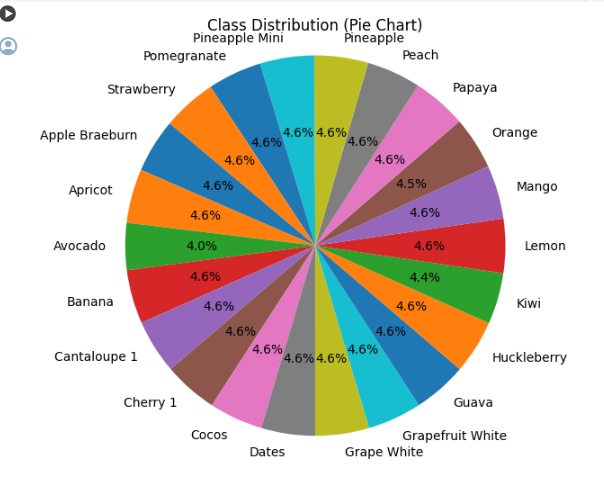 Class Distribution (Pie Chart)
Pineapple Mini
Pineapple
Pomegranate
Peach
Strawberry
Papaya
Apple Braeburn
Orange
Apricot
Mango
Avocado
Lemon
Banana
Kiwi
Cantaloupe 1
Huckleberry
Cherry 1
Guava
Cocos
Grapefruit White
Dates
Grape White
4.6%
4.6%
4.6%
4.6%
4.6%
4.6%
4.6%
4.5%
4.6%
4.6%
4.0%
4.6%
4.6%
4.4%
4.6%
4.6%
4.6%
4.6%
4.6%
4.6%
4.6%
4.6%